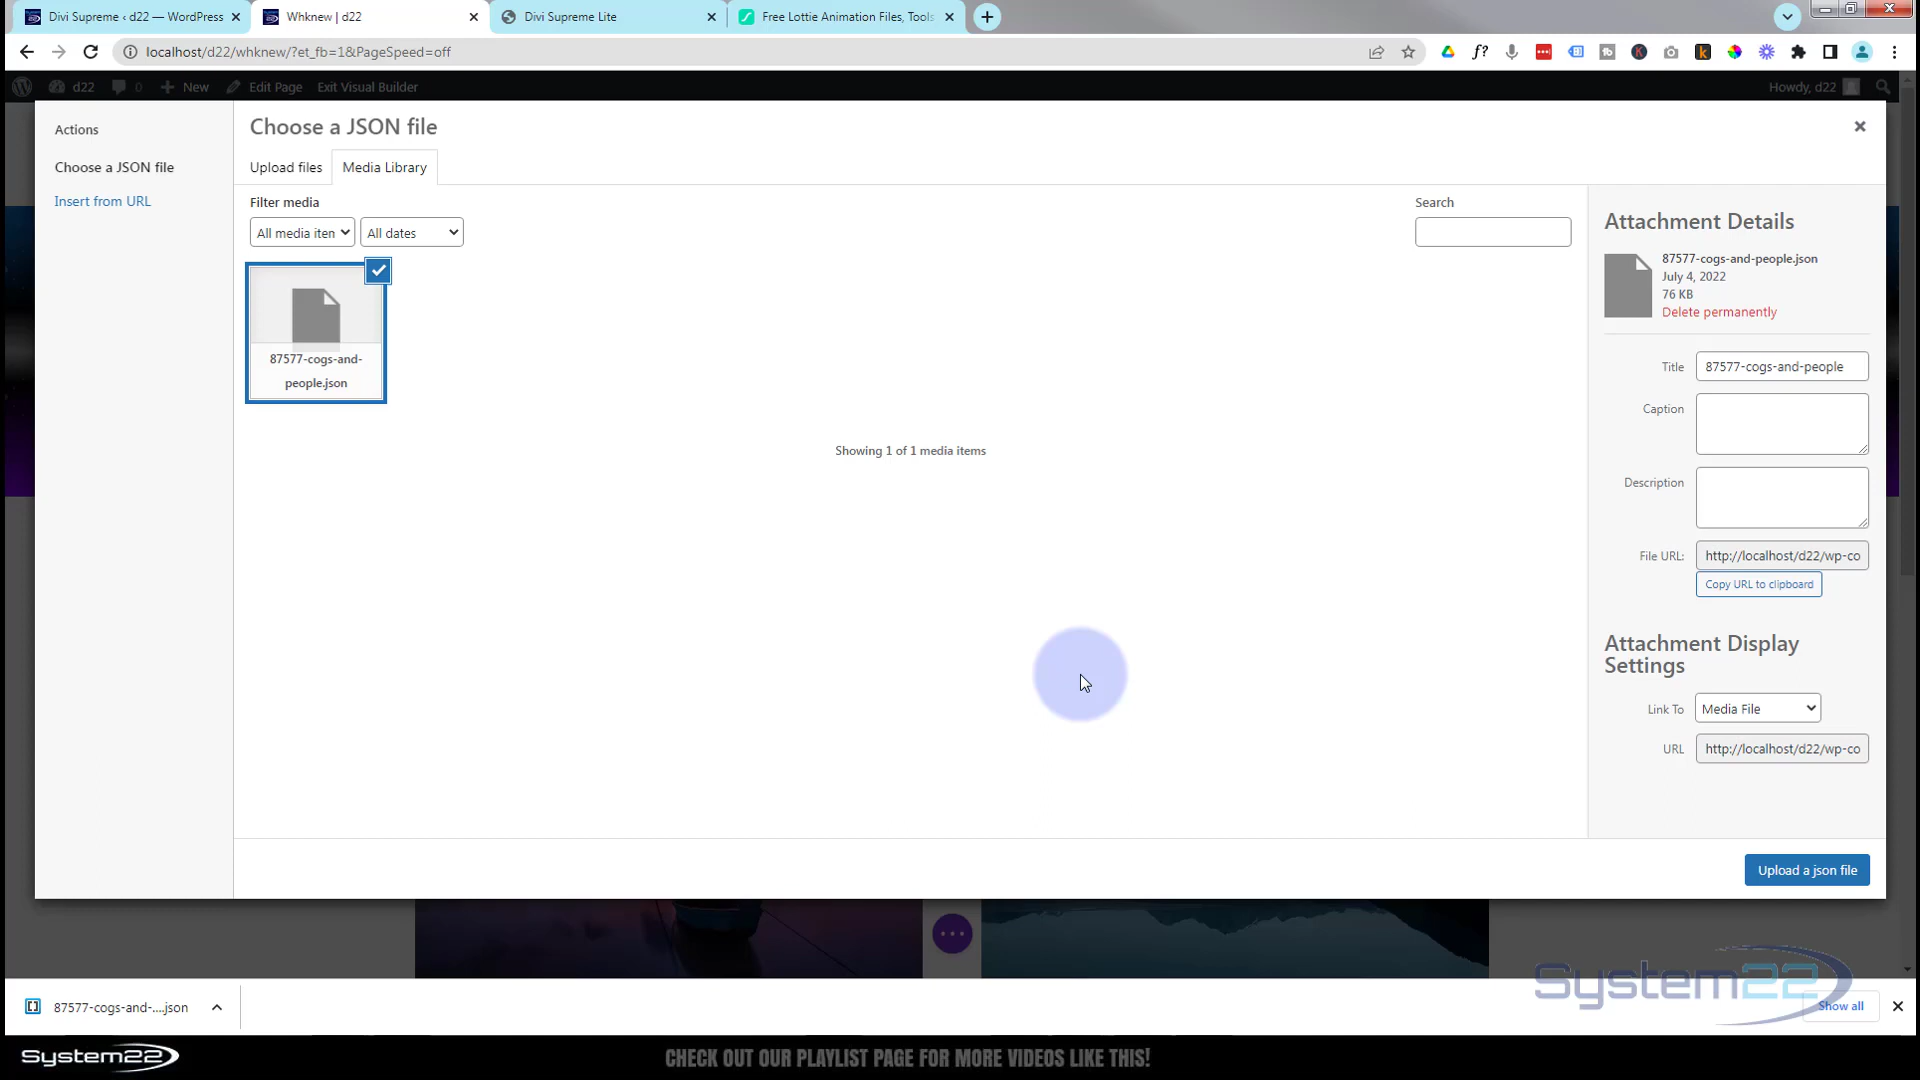 Divi Supreme ‹ d22 — WordPress
Whknew | d22
Divi Supreme Lite
Free Lottie Animation Files, Tools
localhost/d22/whknew/?et_fb=1&PageSpeed=off
d22
0
New
Edit Page
Exit Visual Builder
Howdy, d22
Actions
Choose a JSON file
Insert from URL
Choose a JSON file
Upload files
Media Library
Filter media
All media iten
All dates
Search
87577-cogs-and-
people.json
Showing 1 of 1 media items
Attachment Details
87577-cogs-and-people.json
July 4, 2022
76 KB
Delete permanently
Title
87577-cogs-and-people
Caption
Description
File URL:
http://localhost/d22/wp-co
Copy URL to clipboard
Attachment Display
Settings
Link To
Media File
URL
http://localhost/d22/wp-co
Upload a json file
System22
87577-cogs-and-....json
Show all
System22
CHECK OUT OUR PLAYLIST PAGE FOR MORE VIDEOS LIKE THIS!